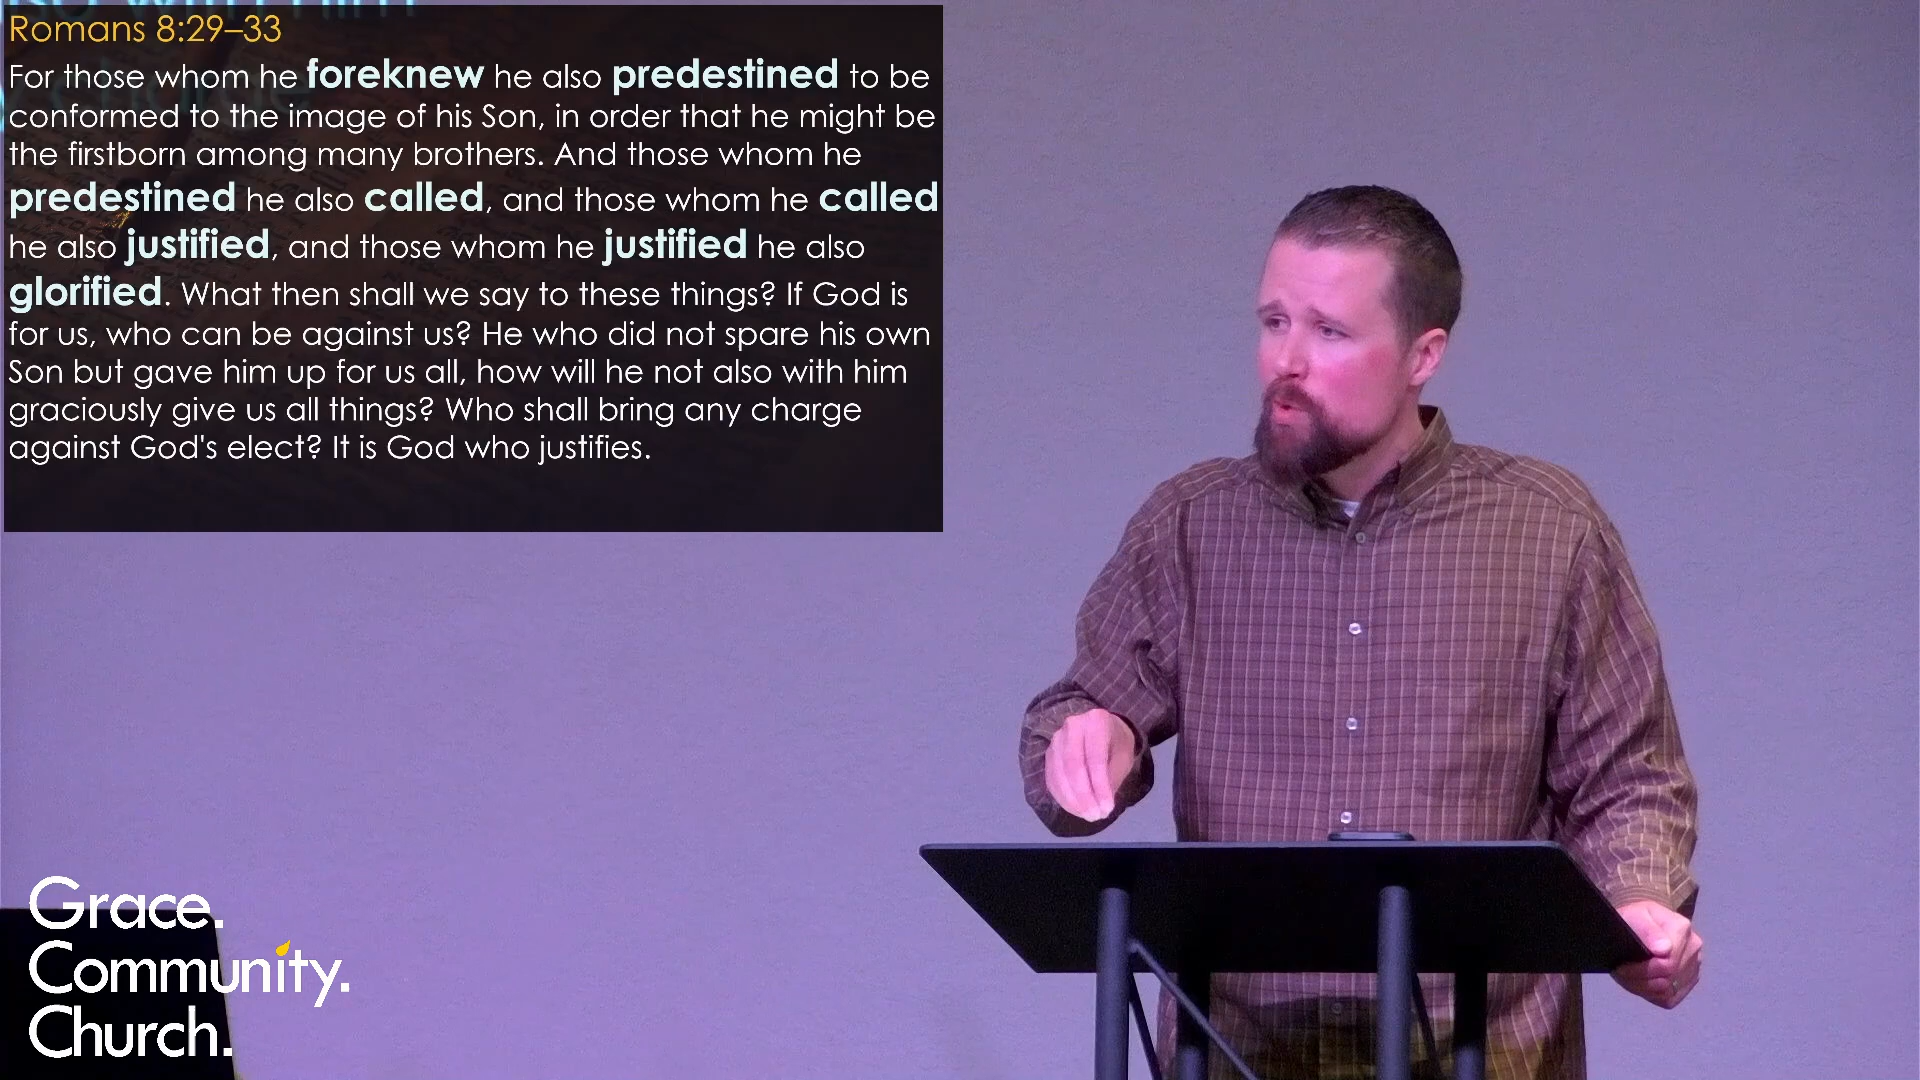 so with him
Romans 8:29–33
For those whom he foreknew he also predestined to be
conformed to the image of his Son, in order that he might be
the firstborn among many brothers. And those whom he
predestined he also called, and those whom he called
he also justified, and those whom he justified he also
glorified. What then shall we say to these things? If God is
for us, who can be against us? He who did not spare his own
Son but gave him up for us all, how will he not also with him
graciously give us all things? Who shall bring any charge
against God's elect? It is God who justifies.
Grace.
Community.
Church.